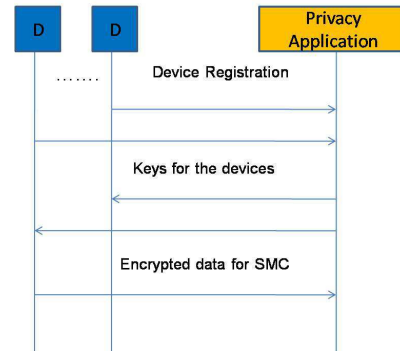 D
D
Privacy
Application
.......
Device Registration
Keys for the devices
Encrypted data for SMC